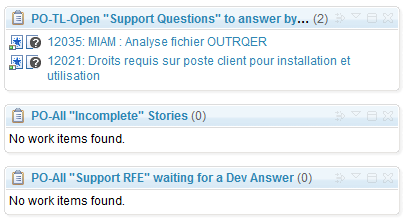 PO-TL-Open "Support Questions" to answer by... (2)
12035: MIAM : Analyse fichier OUTRQER
12021: Droits requis sur poste client pour installation et
utilisation
PO-All "Incomplete" Stories (0)
No work items found.
PO-All "Support RFE" waiting for a Dev Answer (0)
No work items found.